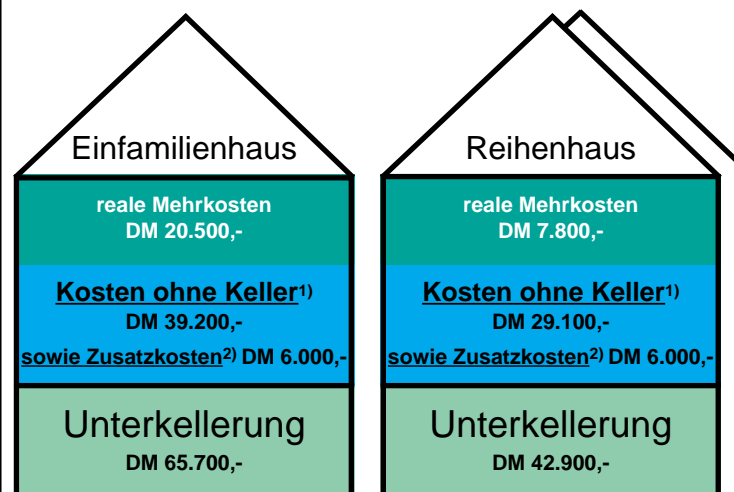 Einfamilienhaus
reale Mehrkosten
DM 20.500,-
Kosten ohne Keller1)
DM 39.200,-
sowie Zusatzkosten2) DM 6.000,-
Unterkellerung
DM 65.700,-
Reihenhaus
reale Mehrkosten
DM 7.800,-
Kosten ohne Keller1)
DM 29.100,-
sowie Zusatzkosten2) DM 6.000,-
Unterkellerung
DM 42.900,-